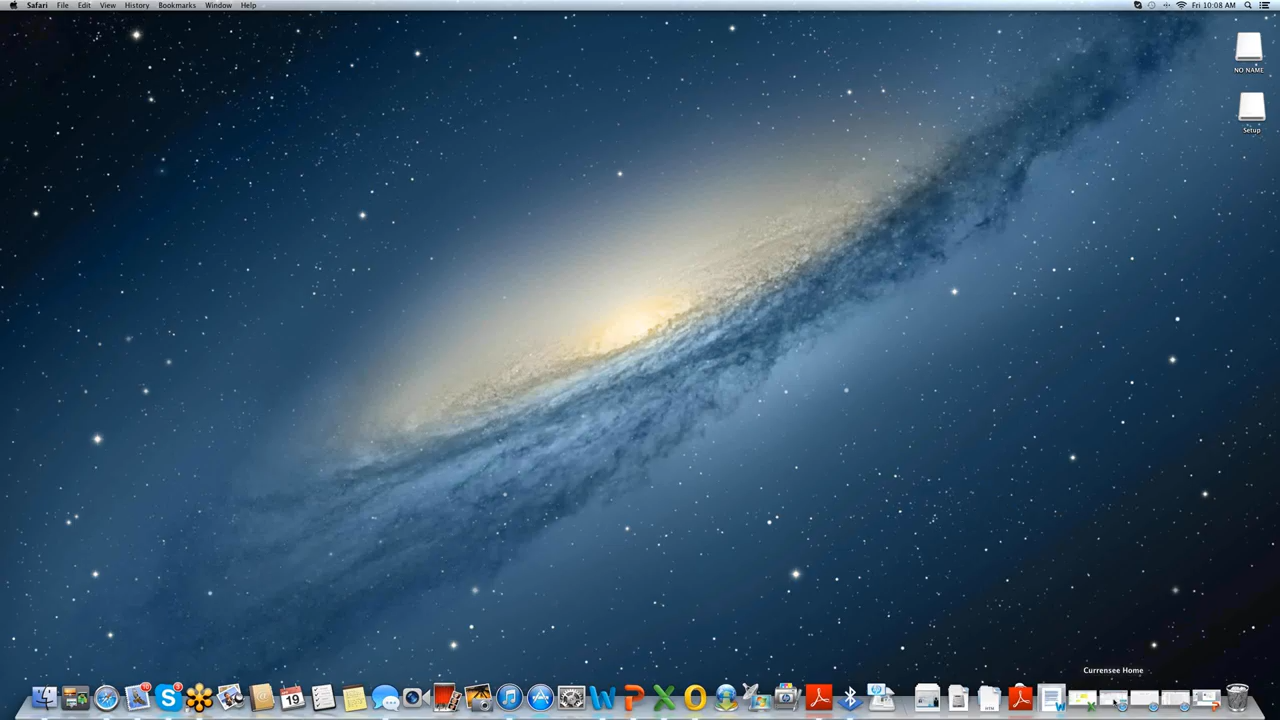 Safari File Edit View History Bookmarks Window Help
Fri 10:08 AM
NO NAME
Setup
Currensee Home
19